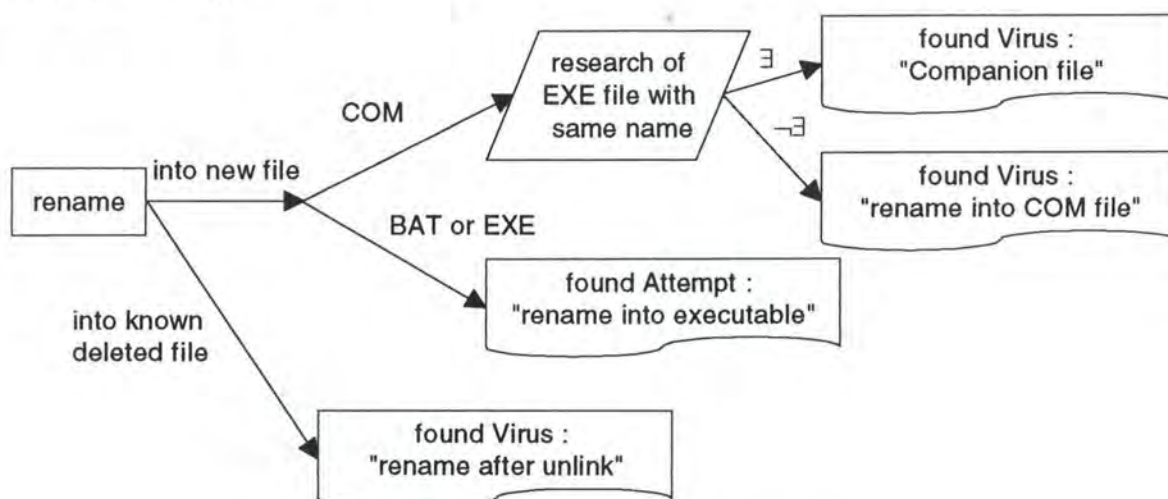 rename
into new file
COM
research of
EXE file with
same name
∃
found Virus :
"Companion file"
¬∃
found Virus :
"rename into COM file"
BAT or EXE
found Attempt :
"rename into executable"
into known
deleted file
found Virus :
"rename after unlink"